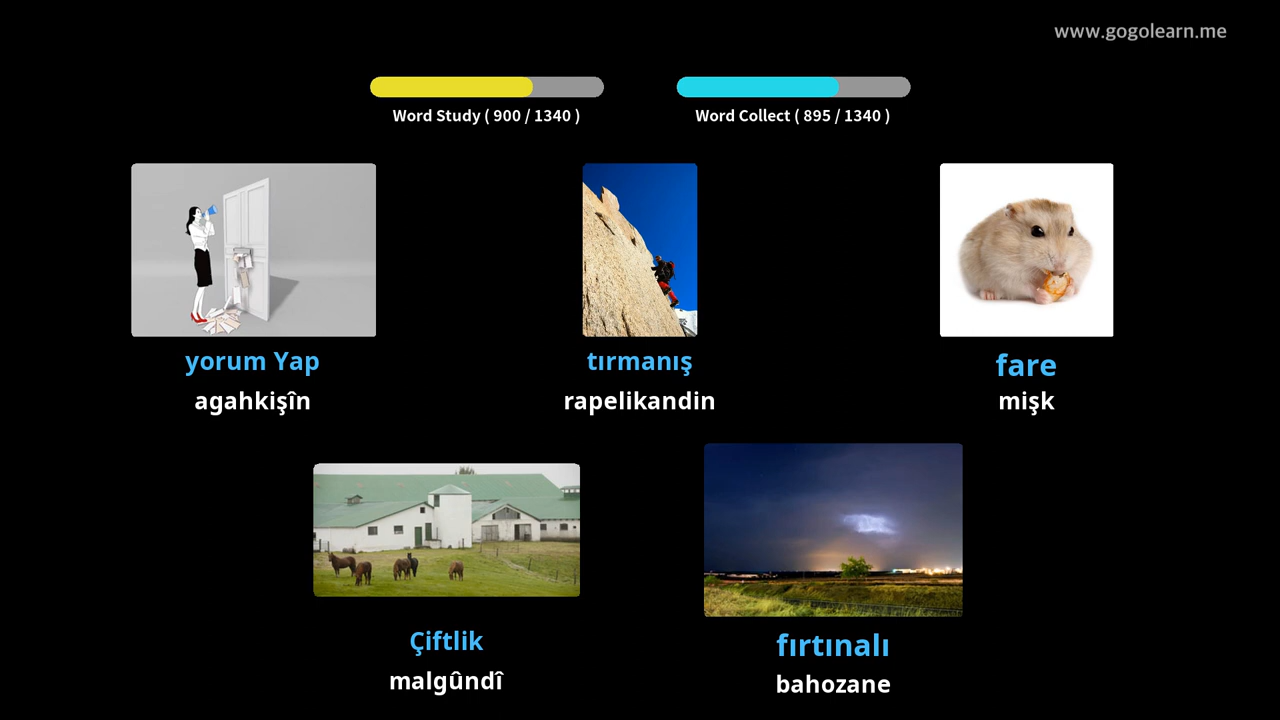 www.gogolearn.me
Word Study ( 900 / 1340 )
Word Collect ( 895 / 1340 )
yorum Yap
agahkişîn
tırmanış
rapelikandin
fare
mişk
Çiftlik
malgûndî
fırtınalı
bahozane